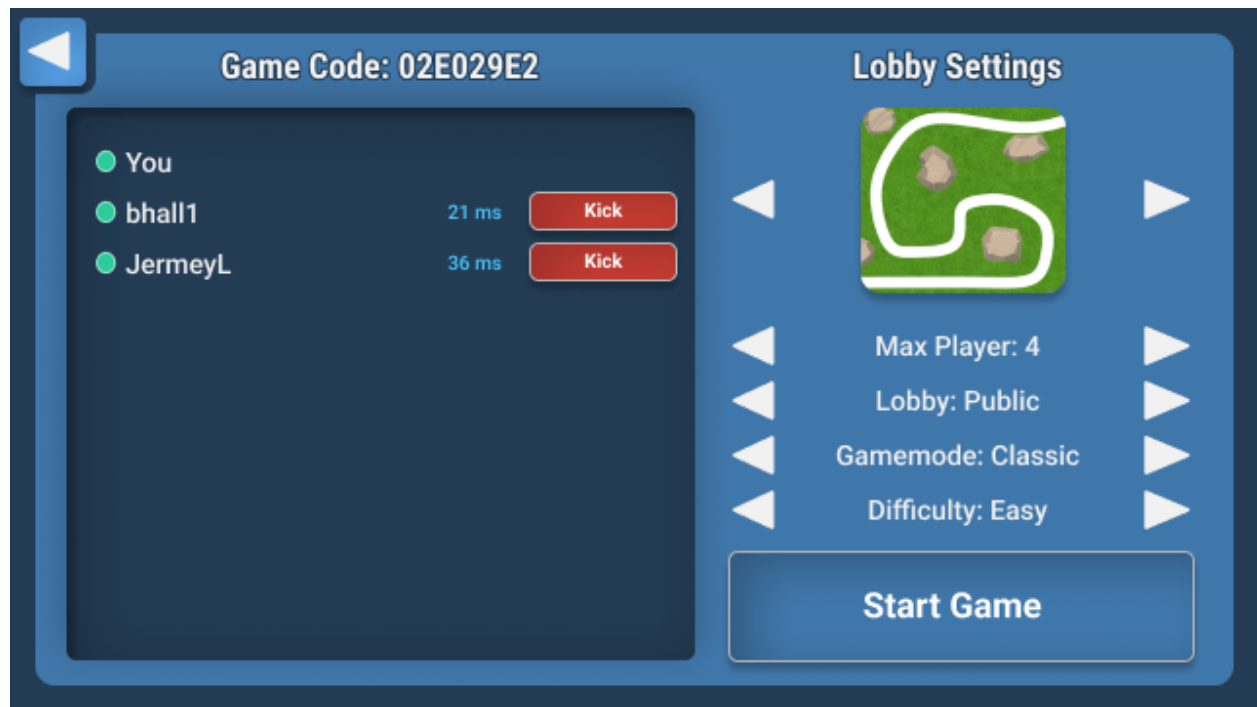 Game Code: 02E029E2
You
bhall1 21 ms Kick
JermeyL 36 ms Kick
Lobby Settings
Max Player: 4
Lobby: Public
Gamemode: Classic
Difficulty: Easy
Start Game